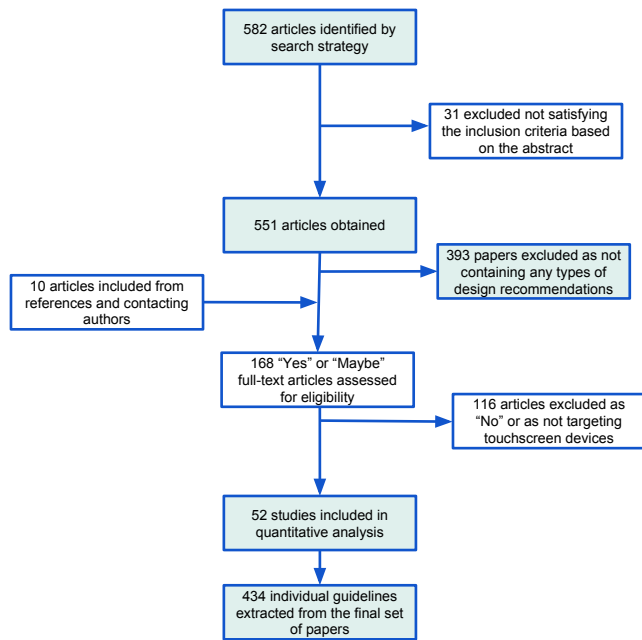 582 articles identified by
search strategy
31 excluded not satisfying
the inclusion criteria based
on the abstract
551 articles obtained
393 papers excluded as not
containing any types of
design recommendations
10 articles included from
references and contacting
authors
168 “Yes” or “Maybe”
full-text articles assessed
for eligibility
116 articles excluded as
“No” or as not targeting
touchscreen devices
52 studies included in
quantitative analysis
434 individual guidelines
extracted from the final set
of papers